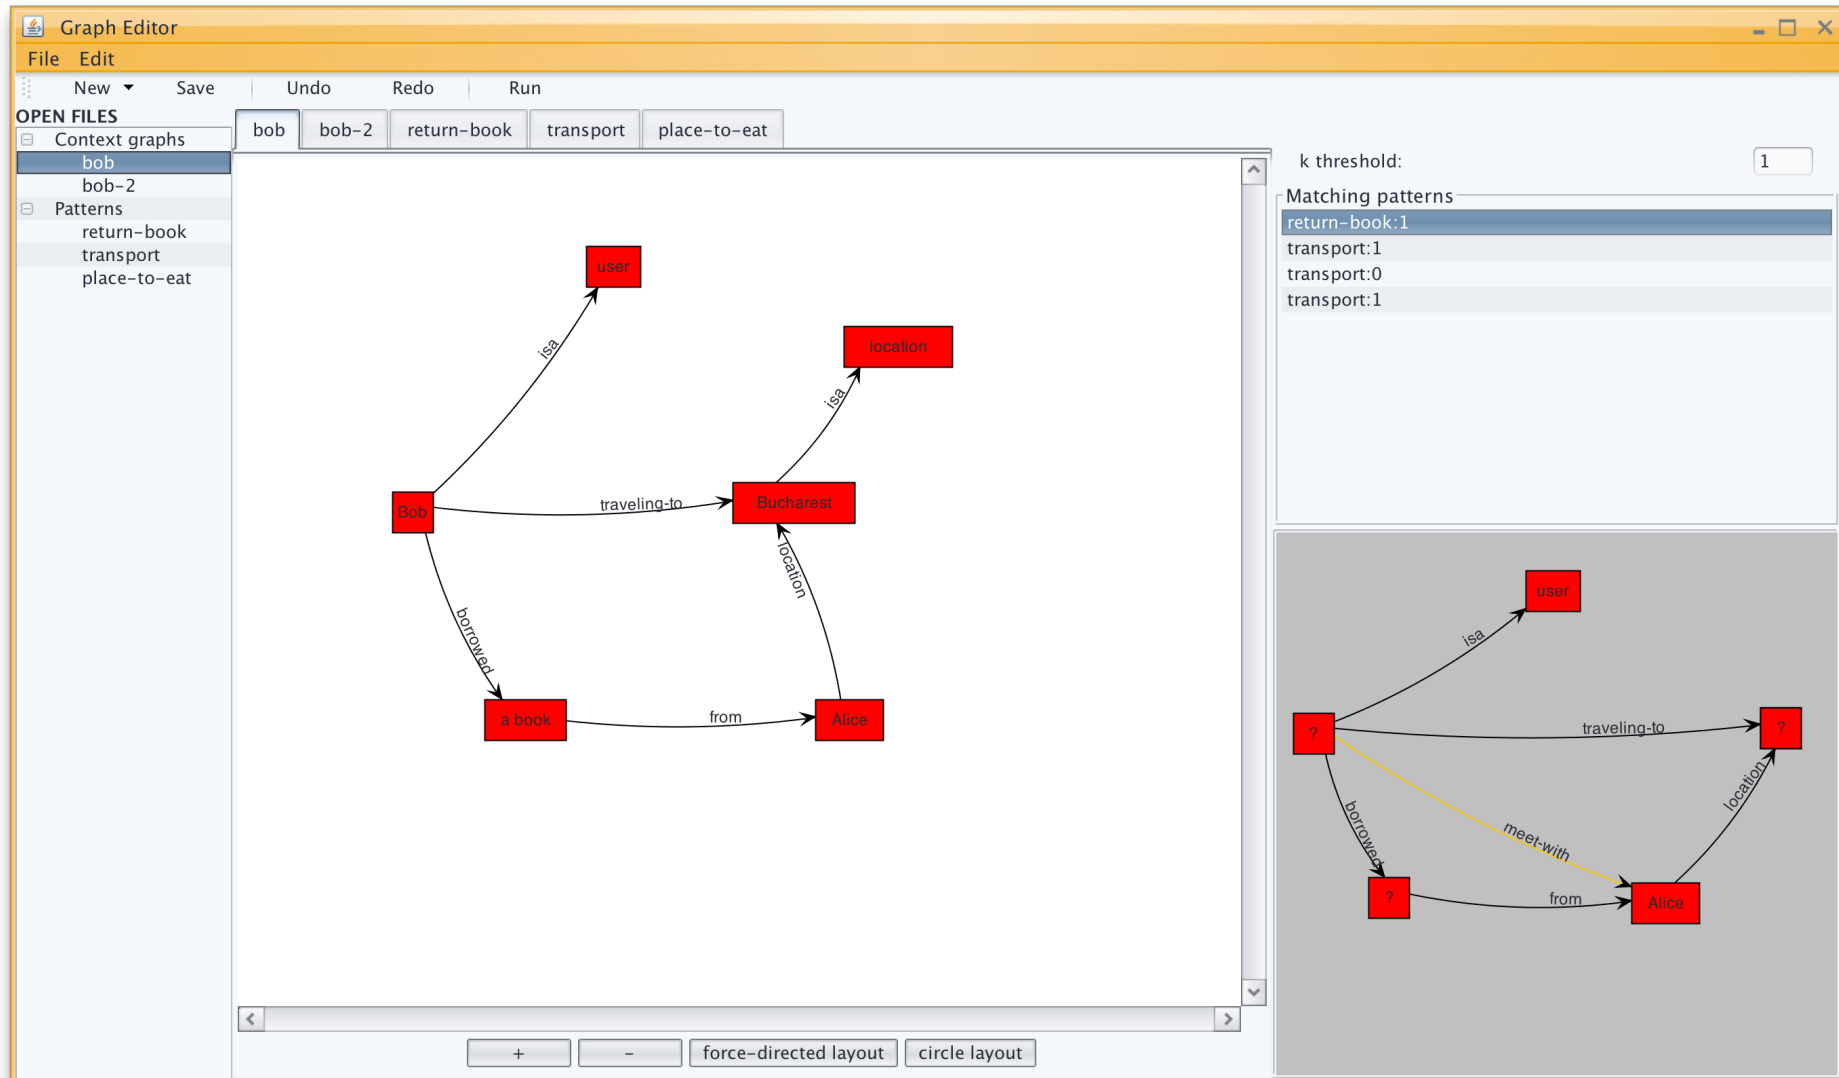 Graph Editor
File Edit
New Save Undo Redo Run
OPEN FILES
Context graphs
bob
bob-2
Patterns
return-book
transport
place-to-eat
bob bob-2 return-book transport place-to-eat
user
isa
location
isa
Bob
traveling-to
Bucharest
location
borrowed
a book
from
Alice
+ - force-directed layout circle layout
k threshold: 1
Matching patterns
return-book:1
transport:1
transport:0
transport:1
user
isa
?
traveling-to
?
location
borrowed
meet-with
?
from
Alice